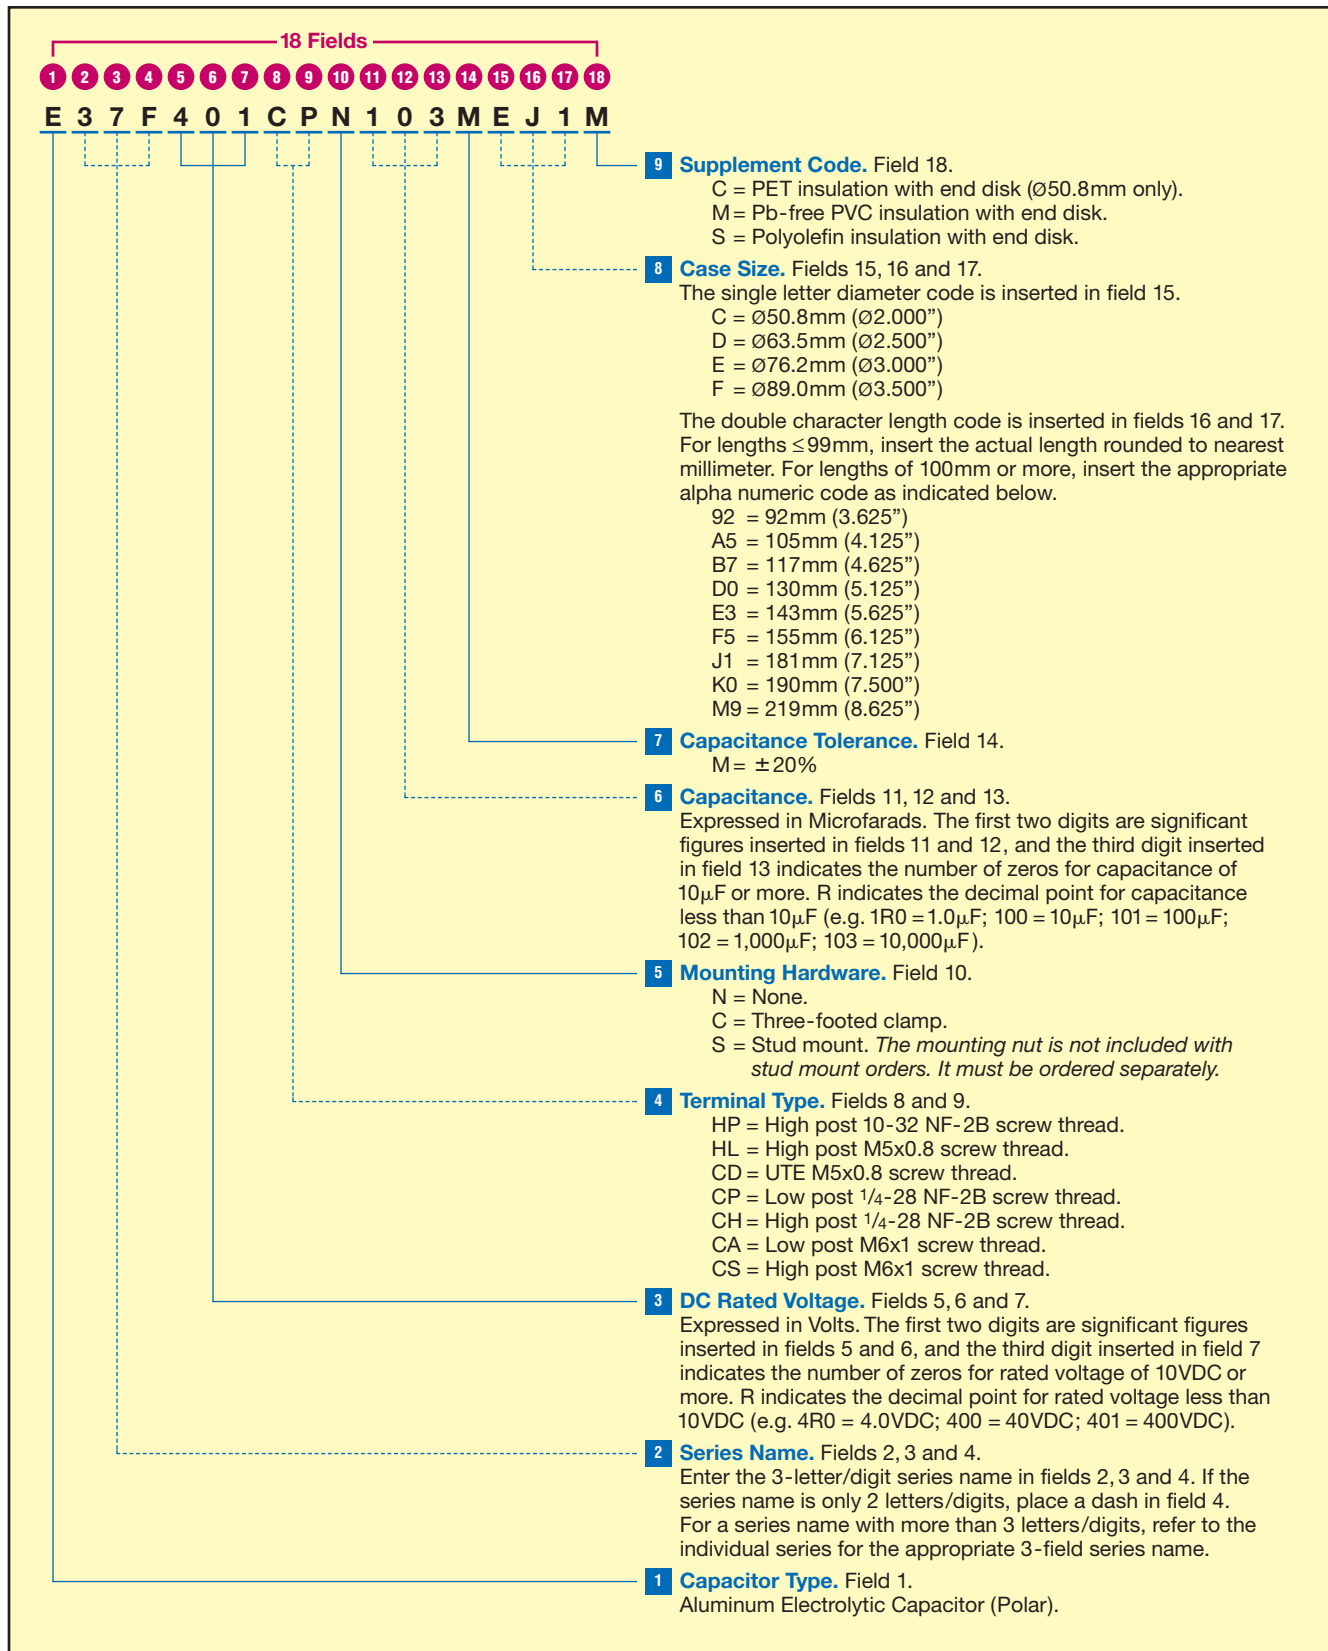 18 Fields
1 2 3 4 5 6 7 8 9 10 11 12 13 14 15 16 17 18
E 3 7 F 4 0 1 C P N 1 0 3 M E J 1 M
9 Supplement Code. Field 18.
C = PET insulation with end disk (Ø50.8mm only).
M = Pb-free PVC insulation with end disk.
S = Polyolefin insulation with end disk.
8 Case Size. Fields 15, 16 and 17.
The single letter diameter code is inserted in field 15.
C = Ø50.8mm (Ø2.000”)
D = Ø63.5mm (Ø2.500”)
E = Ø76.2mm (Ø3.000”)
F = Ø89.0mm (Ø3.500”)
The double character length code is inserted in fields 16 and 17.
For lengths ≤99mm, insert the actual length rounded to nearest
millimeter. For lengths of 100mm or more, insert the appropriate
alpha numeric code as indicated below.
92 = 92mm (3.625”)
A5 = 105mm (4.125”)
B7 = 117mm (4.625”)
D0 = 130mm (5.125”)
E3 = 143mm (5.625”)
F5 = 155mm (6.125”)
J1 = 181mm (7.125”)
K0 = 190mm (7.500”)
M9 = 219mm (8.625”)
7 Capacitance Tolerance. Field 14.
M = ±20%
6 Capacitance. Fields 11, 12 and 13.
Expressed in Microfarads. The first two digits are significant
figures inserted in fields 11 and 12, and the third digit inserted
in field 13 indicates the number of zeros for capacitance of
10µF or more. R indicates the decimal point for capacitance
less than 10µF (e.g. 1R0 = 1.0µF; 100 = 10µF; 101 = 100µF;
102 = 1,000µF; 103 = 10,000µF).
5 Mounting Hardware. Field 10.
N = None.
C = Three-footed clamp.
S = Stud mount. The mounting nut is not included with
stud mount orders. It must be ordered separately.
4 Terminal Type. Fields 8 and 9.
HP = High post 10-32 NF-2B screw thread.
HL = High post M5x0.8 screw thread.
CD = UTE M5x0.8 screw thread.
CP = Low post 1/4-28 NF-2B screw thread.
CH = High post 1/4-28 NF-2B screw thread.
CA = Low post M6x1 screw thread.
CS = High post M6x1 screw thread.
3 DC Rated Voltage. Fields 5, 6 and 7.
Expressed in Volts. The first two digits are significant figures
inserted in fields 5 and 6, and the third digit inserted in field 7
indicates the number of zeros for rated voltage of 10VDC or
more. R indicates the decimal point for rated voltage less than
10VDC (e.g. 4R0 = 4.0VDC; 400 = 40VDC; 401 = 400VDC).
2 Series Name. Fields 2, 3 and 4.
Enter the 3-letter/digit series name in fields 2, 3 and 4. If the
series name is only 2 letters/digits, place a dash in field 4.
For a series name with more than 3 letters/digits, refer to the
individual series for the appropriate 3-field series name.
1 Capacitor Type. Field 1.
Aluminum Electrolytic Capacitor (Polar).